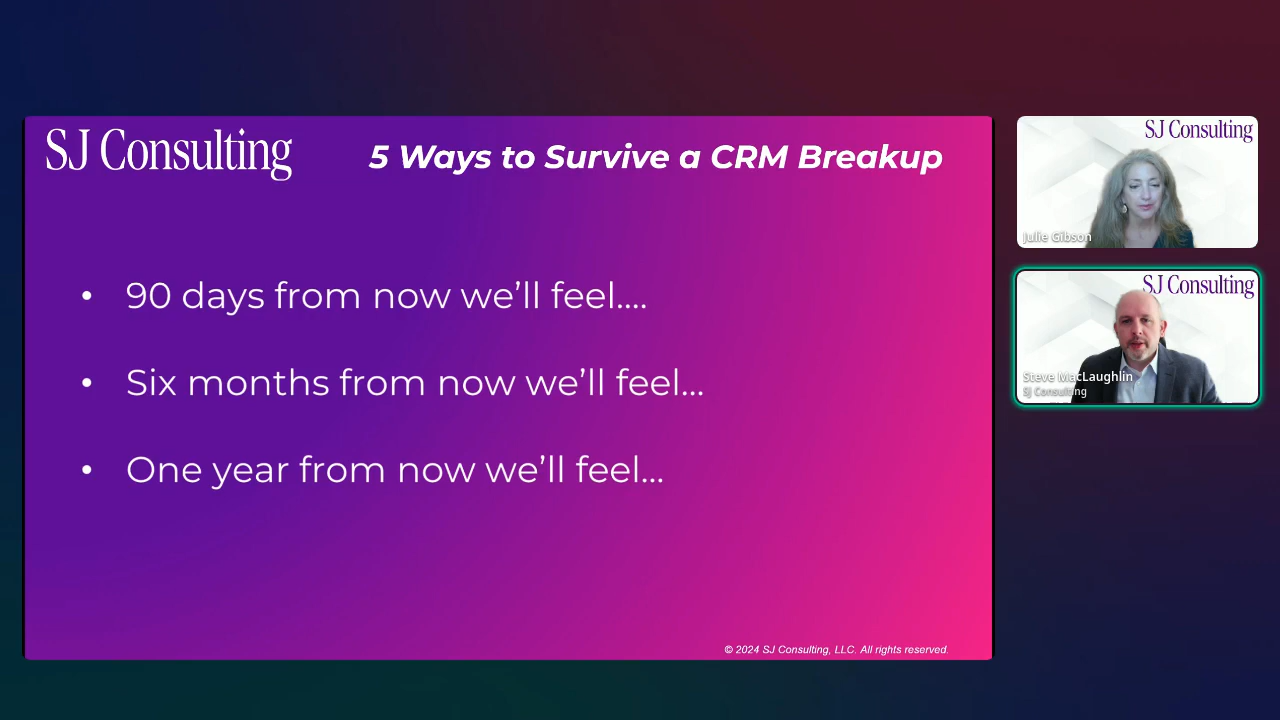 SJ Consulting
5 Ways to Survive a CRM Breakup
• 90 days from now we’ll feel....
• Six months from now we’ll feel...
• One year from now we’ll feel...
© 2024 SJ Consulting, LLC. All rights reserved.
SJ Consulting
Julie Gibson
SJ Consulting
Steve MacLaughlin
SJ Consulting